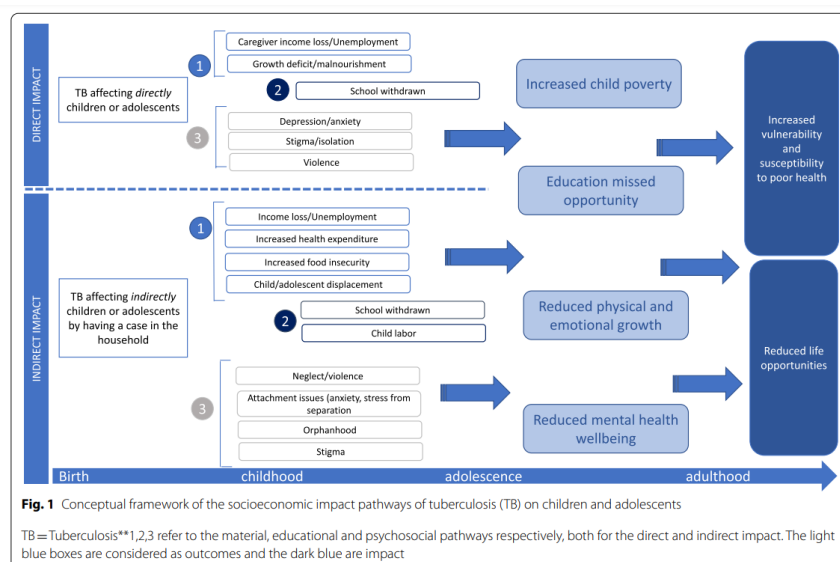 DIRECT IMPACT
TB affecting directly
children or adolescents
1
Caregiver income loss/Unemployment
Growth deficit/malnourishment
2
School withdrawn
3
Depression/anxiety
Stigma/isolation
Violence
INDIRECT IMPACT
TB affecting indirectly
children or adolescents
by having a case in the
household
1
Income loss/Unemployment
Increased health expenditure
Increased food insecurity
Child/adolescent displacement
2
School withdrawn
Child labor
3
Neglect/violence
Attachment issues (anxiety, stress from
separation
Orphanhood
Stigma
Increased child poverty
Education missed
opportunity
Reduced physical and
emotional growth
Reduced mental health
wellbeing
Increased
vulnerability
and
susceptibility
to poor health
Reduced life
opportunities
Birth
childhood
adolescence
adulthood
Fig. 1 Conceptual framework of the socioeconomic impact pathways of tuberculosis (TB) on children and adolescents
TB = Tuberculosis**1,2,3 refer to the material, educational and psychosocial pathways respectively, both for the direct and indirect impact. The light
blue boxes are considered as outcomes and the dark blue are impact